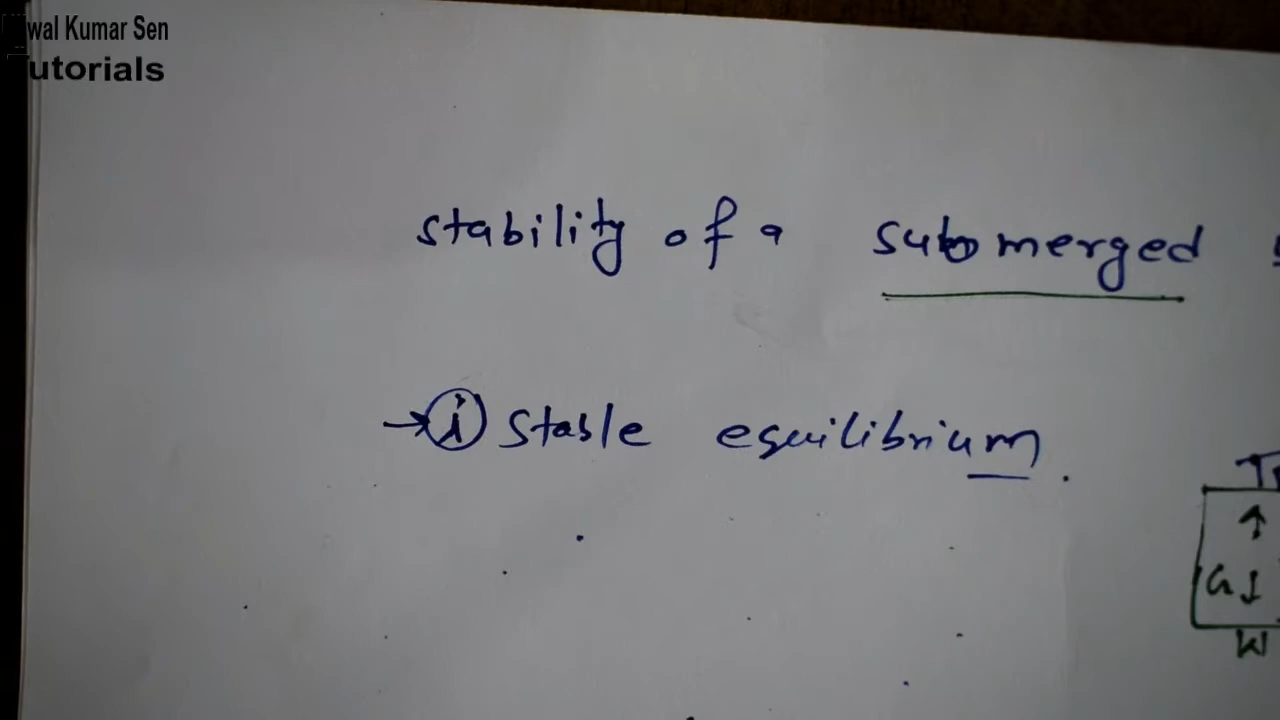 wal Kumar Sen
utorials
stability of a submerged
→ i stable equilibrium.
↑
G ↓
W